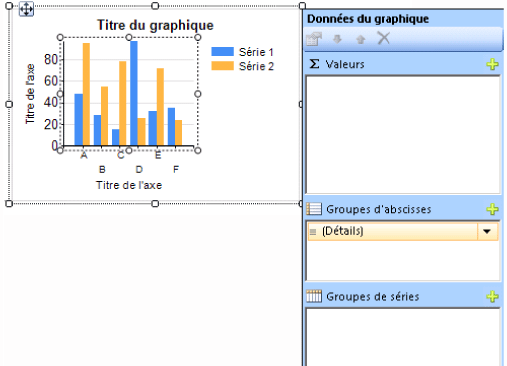 Titre du graphique
Série 1
Série 2
Titre de l'axe
80
60
40
20
0
A
B
C
D
E
F
Titre de l'axe
Données du graphique
Σ Valeurs
Groupes d'abscisses
(Détails)
Groupes de séries